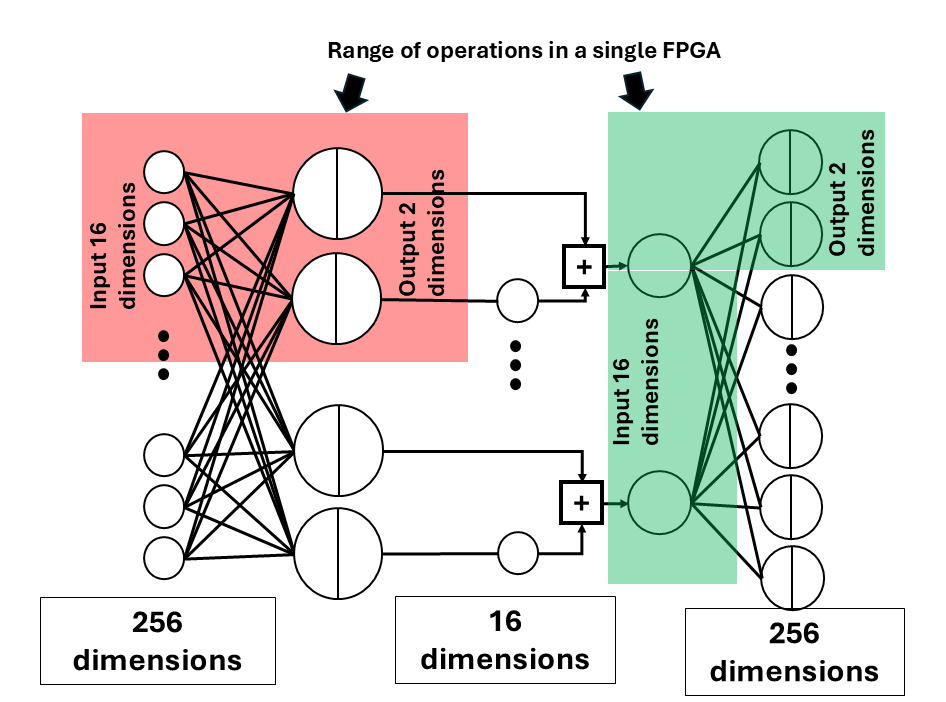 Range of operations in a single FPGA
Input 16
dimensions
Output 2
dimensions
+
Input 16
dimensions
Output 2
dimensions
+
256
dimensions
16
dimensions
256
dimensions